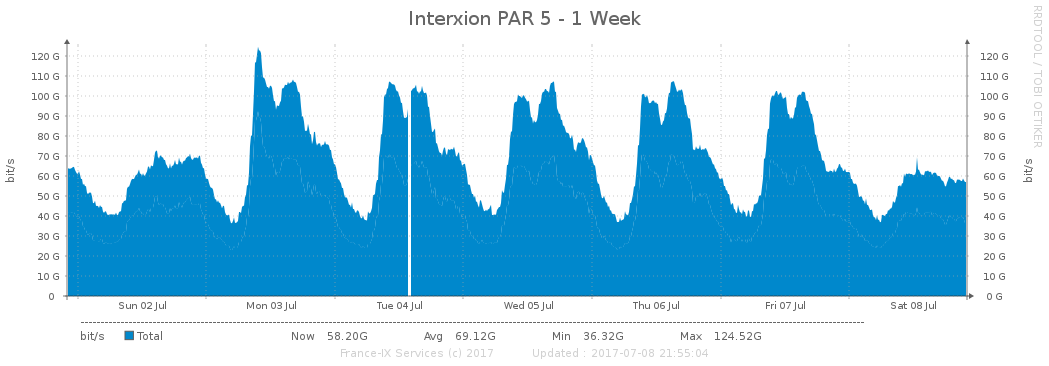 Interxion PAR 5 - 1 Week
RRDTOOL / TOBI OETIKER
bit/s
120 G
110 G
100 G
90 G
80 G
70 G
60 G
50 G
40 G
30 G
20 G
10 G
0
120 G
110 G
100 G
90 G
80 G
70 G
60 G
50 G
40 G
30 G
20 G
10 G
0 G
bit/s
Sun 02 Jul Mon 03 Jul Tue 04 Jul Wed 05 Jul Thu 06 Jul Fri 07 Jul Sat 08 Jul
bit/s Total Now 58.20G Avg 69.12G Min 36.32G Max 124.52G
France-IX Services (c) 2017 Updated : 2017-07-08 21:55:04